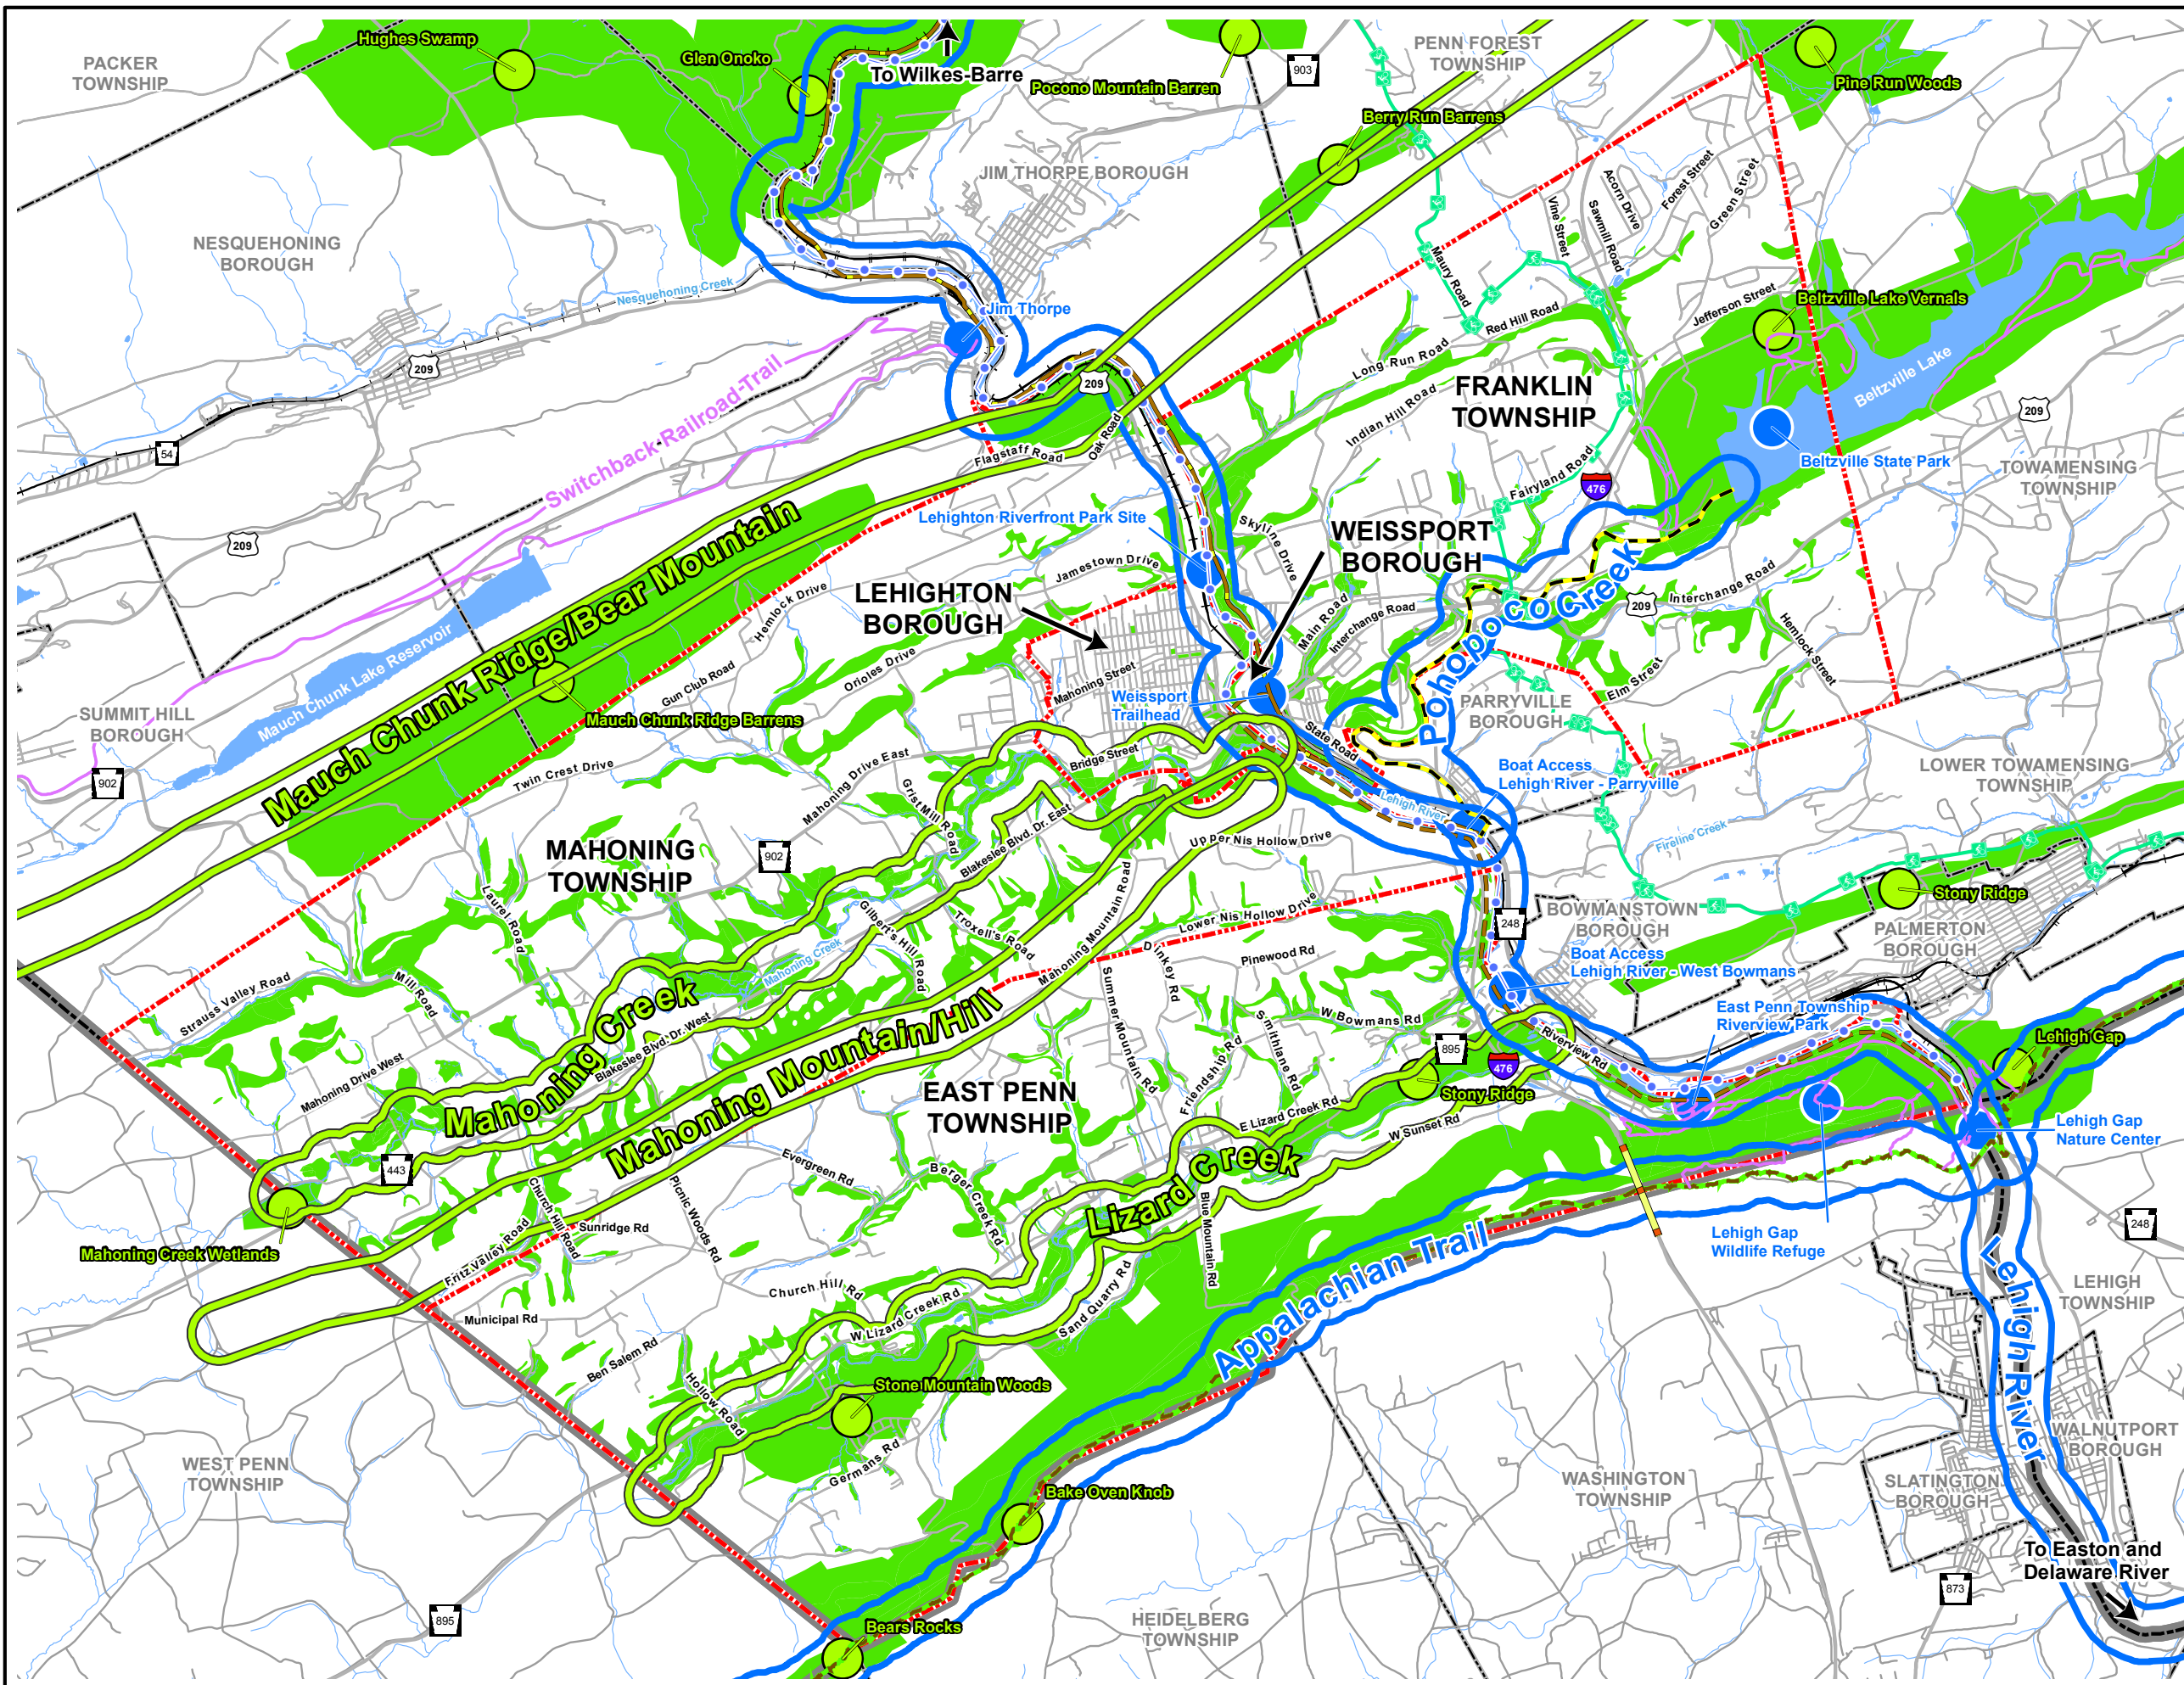 Hughes Swamp
PACKER
TOWNSHIP
Glen Onoko
To Wilkes-Barre
Pocono Mountain Barren
903
PENN FOREST
TOWNSHIP
Pine Run Woods
Berry Run Barrens
JIM THORPE BOROUGH
Acorn Drive
Forest Street
Green Street
Vine Street
Sawmill Road
NESQUEHONING
BOROUGH
Nesquehoning Creek
Maury Road
Jim Thorpe
Red Hill Road
Jefferson Street
Beltzville Lake Vernals
209
209
Long Run Road
Beltzville Lake
FRANKLIN
TOWNSHIP
209
Switchback Railroad Trail
Oak Road
Flagstaff Road
Indian Hill Road
54
Fairyland Road
476
Beltzville State Park
TOWAMENSING
TOWNSHIP
Lehighton Riverfront Park Site
Skyline Drive
WEISSPORT
BOROUGH
209
Mauch Chunk Ridge/Bear Mountain
Jamestown Drive
LEHIGHTON
BOROUGH
Hemlock Drive
Main Road
Interchange Road
Pohopoco Creek
209
Interchange Road
Hemlock Street
Mauch Chunk Lake Reservoir
Orioles Drive
Gun Club Road
Mahoning Street
Weissport
Trailhead
Elm Street
PARRYVILLE
BOROUGH
SUMMIT HILL
BOROUGH
Mauch Chunk Ridge Barrens
State Road
Bridge Street
902
Twin Crest Drive
Mahoning Drive East
Grist Mill Road
Boat Access
Lehigh River - Parryville
LOWER TOWAMENSING
TOWNSHIP
Lehigh River
Fireline Creek
MAHONING
TOWNSHIP
902
Blakeslee Blvd. Dr. East
Upper Nis Hollow Drive
Stony Ridge
Laurel Road
Gilbert's Hill Road
Troxell's Road
Mahoning Mountain Road
Lower Nis Hollow Drive
248
BOWMANSTOWN
BOROUGH
PALMERTON
BOROUGH
Mahoning Creek
Dinkey Rd
Pinewood Rd
Boat Access
Lehigh River - West Bowmans
Strauss Valley Road
Mill Road
Summer Mountain Rd
Mahoning Creek
Blakeslee Blvd. Dr. West
Smithlane Rd
W Bowmans Rd
East Penn Township
Riverview Park
Riverview Rd
895
476
Lehigh Gap
Mahoning Drive West
Mahoning Mountain/Hill
Friendship Rd
EAST PENN
TOWNSHIP
Stony Ridge
E Lizard Creek Rd
W Sunset Rd
Lehigh Gap
Nature Center
443
Evergreen Rd
Berger Creek Rd
Lizard Creek
Blue Mountain Rd
Church Hill Road
Picnic Woods Rd
Sunridge Rd
Mahoning Creek Wetlands
Fritz Valley Road
Lehigh Gap
Wildlife Refuge
248
Appalachian Trail
Church Hill Rd
Sand Quarry Rd
Lehigh River
LEHIGH
TOWNSHIP
Municipal Rd
W Lizard Creek Rd
Ben Salem Rd
Hollow Road
Stone Mountain Woods
WEST PENN
TOWNSHIP
Germans Rd
WALNUTPORT
BOROUGH
WASHINGTON
TOWNSHIP
SLATINGTON
BOROUGH
Bake Oven Knob
To Easton and
Delaware River
873
895
Bears Rocks
HEIDELBERG
TOWNSHIP